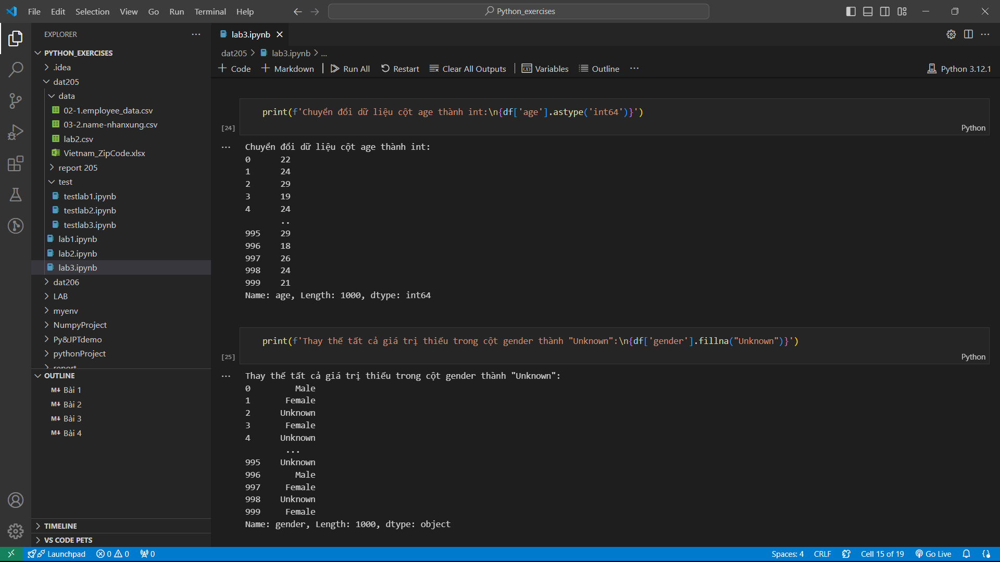 File Edit Selection View Go Run Terminal Help
Python_exercises
EXPLORER
PYTHON_EXERCISES
.idea
dat205
data
02-1.employee_data.csv
03-2.name-nhanxung.csv
lab2.csv
Vietnam_ZipCode.xlsx
report 205
test
testlab1.ipynb
testlab2.ipynb
testlab3.ipynb
lab1.ipynb
lab2.ipynb
lab3.ipynb
dat206
LAB
myenv
NumpyProject
Py&JPTdemo
pythonProject
report
OUTLINE
Bài 1
Bài 2
Bài 3
Bài 4
TIMELINE
VS CODE PETS
lab3.ipynb
dat205 > lab3.ipynb > ...
Code Markdown Run All Restart Clear All Outputs Variables Outline ... Python 3.12.1
print(f'Chuyển đổi dữ liệu cột age thành int:\n{df['age'].astype('int64')}')
[24]
Python
Chuyển đổi dữ liệu cột age thành int:
0 22
1 24
2 29
3 19
4 24
..
995 29
996 18
997 26
998 24
999 21
Name: age, Length: 1000, dtype: int64
print(f'Thay thế tất cả giá trị thiếu trong cột gender thành "Unknown":\n{df['gender'].fillna("Unknown")}')
[25]
Python
Thay thế tất cả giá trị thiếu trong cột gender thành "Unknown":
0 Male
1 Female
2 Unknown
3 Female
4 Unknown
...
995 Unknown
996 Male
997 Female
998 Unknown
999 Female
Name: gender, Length: 1000, dtype: object
Launchpad 0 0 0 Spaces: 4 CRLF Cell 15 of 19 Go Live